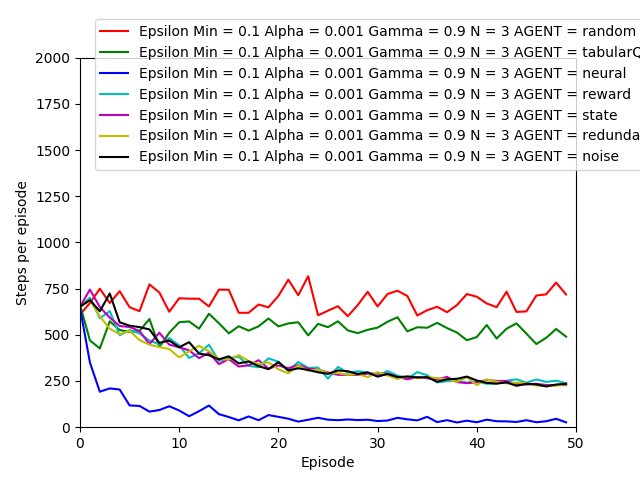 Epsilon Min = 0.1 Alpha = 0.001 Gamma = 0.9 N = 3 AGENT = random
Epsilon Min = 0.1 Alpha = 0.001 Gamma = 0.9 N = 3 AGENT = tabularQ
Epsilon Min = 0.1 Alpha = 0.001 Gamma = 0.9 N = 3 AGENT = neural
Epsilon Min = 0.1 Alpha = 0.001 Gamma = 0.9 N = 3 AGENT = reward
Epsilon Min = 0.1 Alpha = 0.001 Gamma = 0.9 N = 3 AGENT = state
Epsilon Min = 0.1 Alpha = 0.001 Gamma = 0.9 N = 3 AGENT = redunda
Epsilon Min = 0.1 Alpha = 0.001 Gamma = 0.9 N = 3 AGENT = noise
2000
1750
1500
1250
1000
750
500
250
0
Steps per episode
0 10 20 30 40 50
Episode